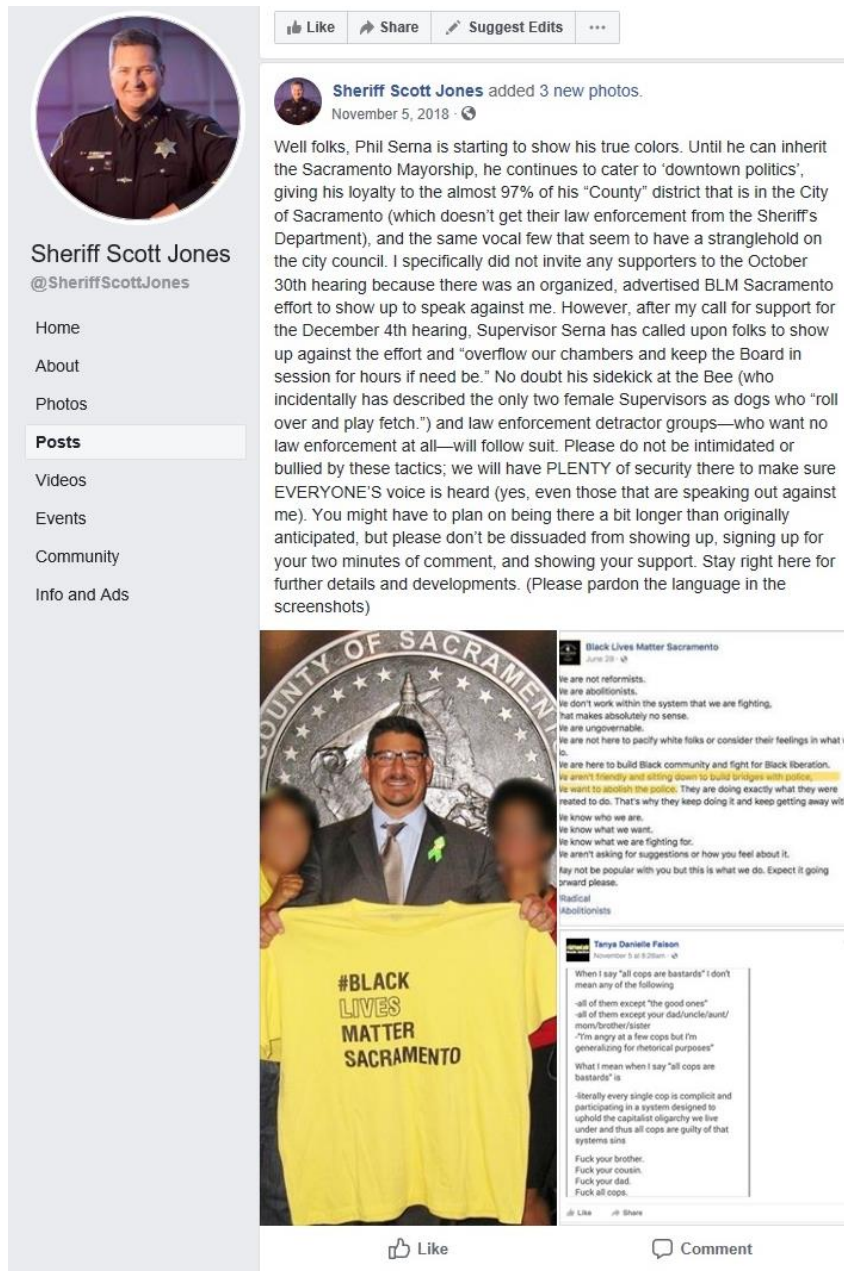 Like
Share
Suggest Edits
Sheriff Scott Jones added 3 new photos.
November 5, 2018 ·
Well folks, Phil Serna is starting to show his true colors. Until he can inherit
the Sacramento Mayorship, he continues to cater to ‘downtown politics’,
giving his loyalty to the almost 97% of his “County” district that is in the City
of Sacramento (which doesn’t get their law enforcement from the Sheriff’s
Department), and the same vocal few that seem to have a stranglehold on
the city council. I specifically did not invite any supporters to the October
30th hearing because there was an organized, advertised BLM Sacramento
effort to show up to speak against me. However, after my call for support for
the December 4th hearing, Supervisor Serna has called upon folks to show
up against the effort and “overflow our chambers and keep the Board in
session for hours if need be.” No doubt his sidekick at the Bee (who
incidentally has described the only two female Supervisors as dogs who “roll
over and play fetch.”) and law enforcement detractor groups—who want no
law enforcement at all—will follow suit. Please do not be intimidated or
bullied by these tactics; we will have PLENTY of security there to make sure
EVERYONE’S voice is heard (yes, even those that are speaking out against
me). You might have to plan on being there a bit longer than originally
anticipated, but please don’t be dissuaded from showing up, signing up for
your two minutes of comment, and showing your support. Stay right here for
further details and developments. (Please pardon the language in the
screenshots)
Sheriff Scott Jones
@SheriffScottJones
Home
About
Photos
Posts
Videos
Events
Community
Info and Ads
COUNTY OF SACRAMEN
#BLACK
LIVES
MATTER
SACRAMENTO
Black Lives Matter Sacramento
June 28 ·
We are not reformists.
We are abolitionists.
We don't work within the system that we are fighting,
that makes absolutely no sense.
We are ungovernable.
We are not here to pacify white folks or consider their feelings in what
do.
We are here to build Black community and fight for Black liberation.
We aren't friendly and sitting down to build bridges with police,
We want to abolish the police. They are doing exactly what they were
created to do. That's why they keep doing it and keep getting away wit
We know who we are.
We know what we want.
We know what we are fighting for.
We aren't asking for suggestions or how you feel about it.
May not be popular with you but this is what we do. Expect it going
forward please.
Radical
Abolitionists
Tanya Danielle Faison
November 5 at 8:28am ·
When I say "all cops are bastards" I don't
mean any of the following
-all of them except "the good ones"
-all of them except your dad/uncle/aunt/
mom/brother/sister
-"I'm angry at a few cops but I'm
generalizing for rhetorical purposes"
What I mean when I say "all cops are
bastards" is
-literally every single cop is complicit and
participating in a system designed to
uphold the capitalist oligarchy we live
under and thus all cops are guilty of that
systems sins
Fuck your brother.
Fuck your cousin.
Fuck your dad.
Fuck all cops.
Like
Share
Like
Comment